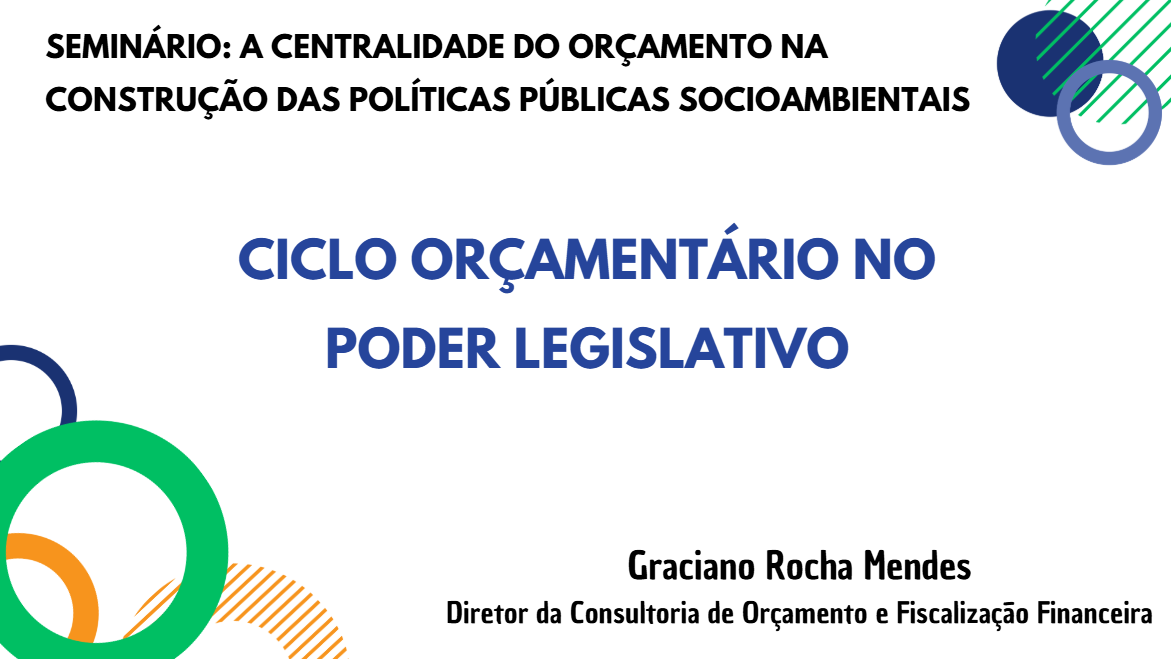 SEMINÁRIO: A CENTRALIDADE DO ORÇAMENTO NA
CONSTRUÇÃO DAS POLÍTICAS PÚBLICAS SOCIOAMBIENTAIS
CICLO ORÇAMENTÁRIO NO
PODER LEGISLATIVO
Graciano Rocha Mendes
Diretor da Consultoria de Orçamento e Fiscalização Financeira